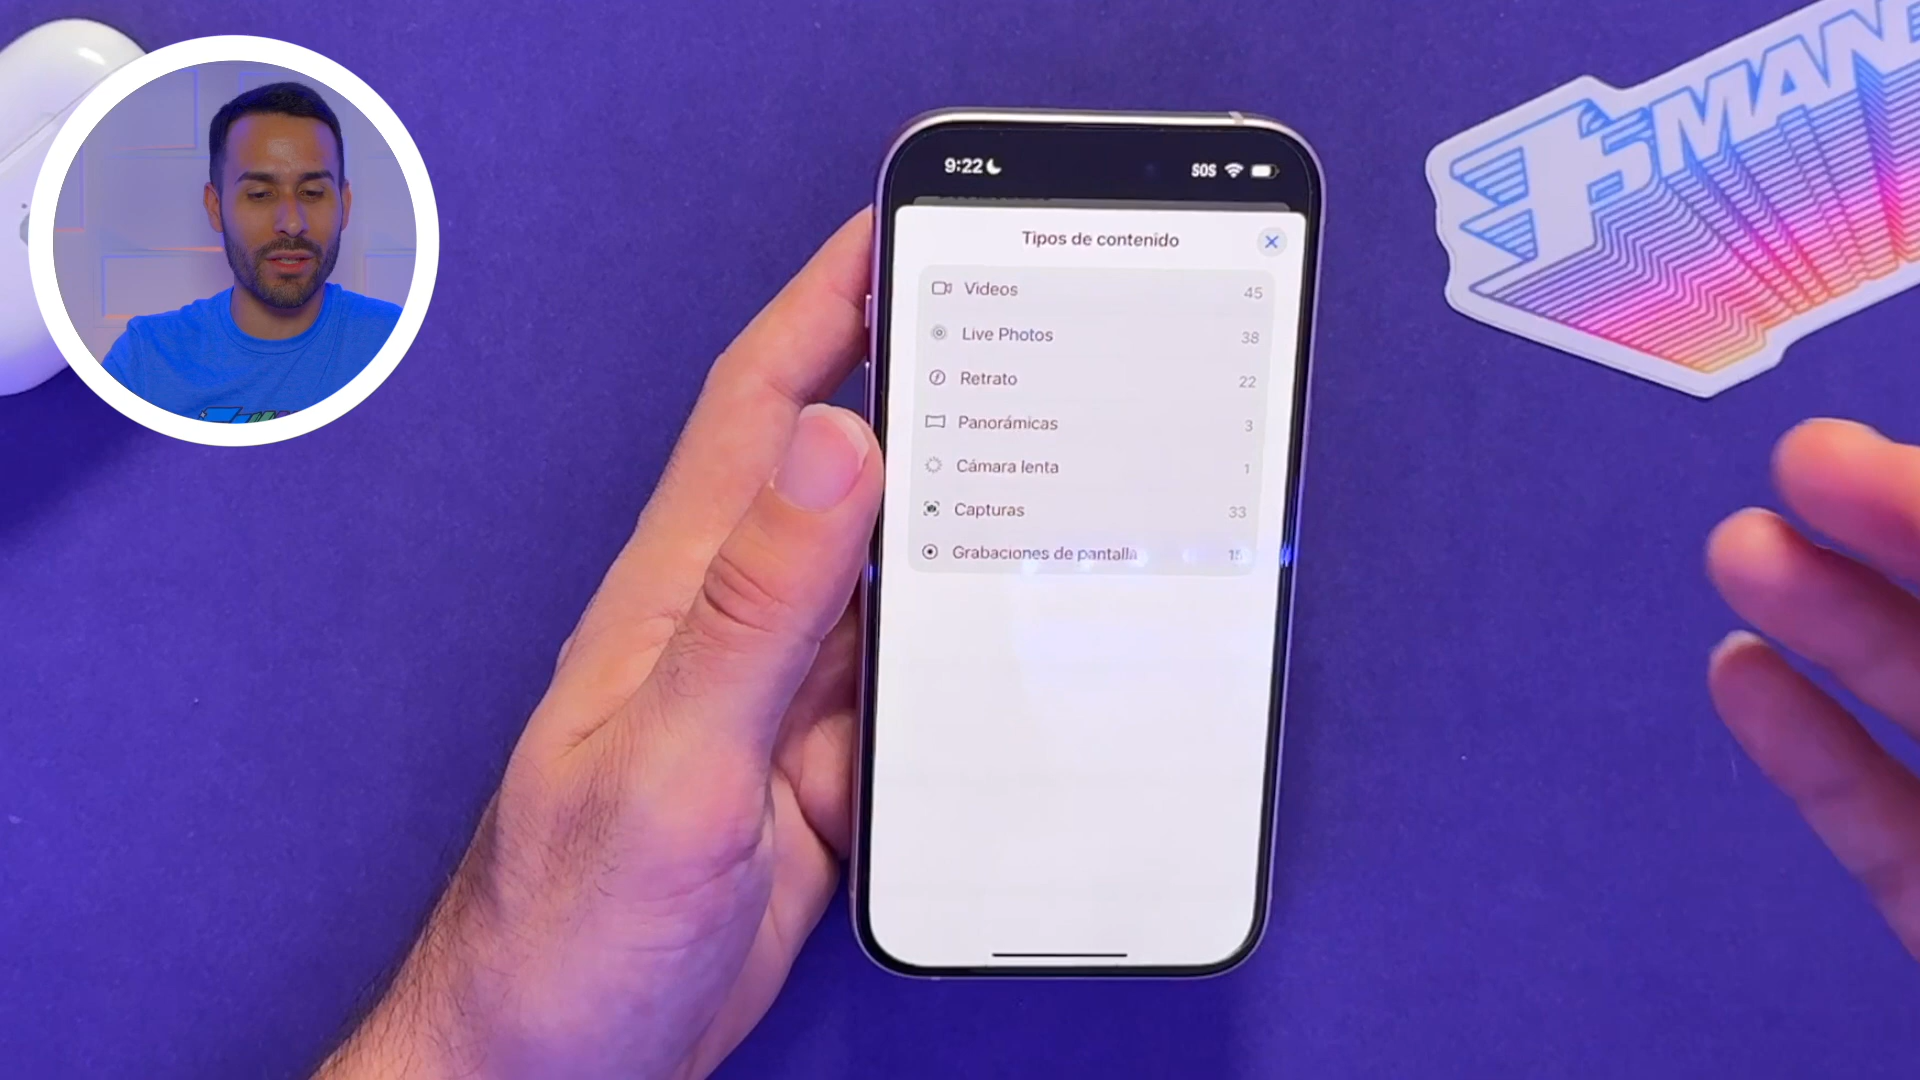 9:22
SOS
Tipos de contenido
Videos 45
Live Photos 38
Retrato 22
Panorámicas 3
Cámara lenta 1
Capturas 33
Grabaciones de pantalla 15